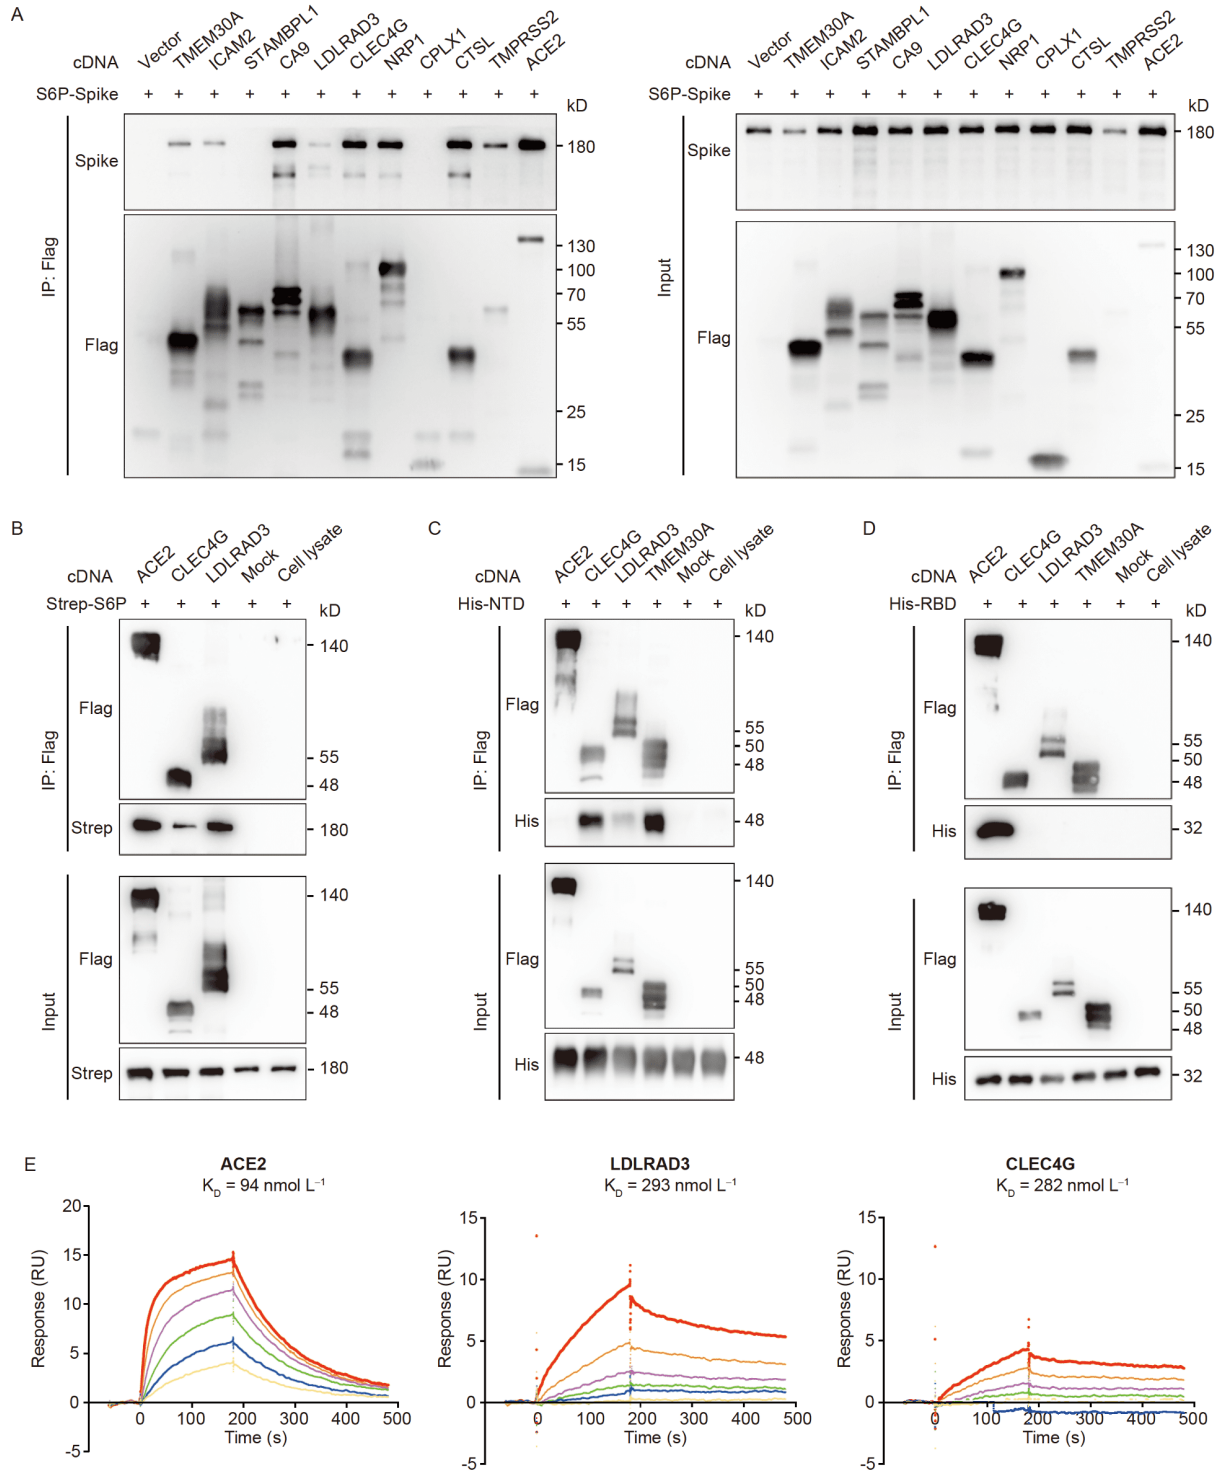 A
cDNA Vector TMEM30A ICAM2 STAMBPL1 CA9 LDLRAD3 CLEC4G NRP1 CPLX1 CTSL TMPRSS2 ACE2
S6P-Spike + + + + + + + + + + + + kD
Spike 180
IP: Flag
Flag 130
100
70
55
25
15
cDNA Vector TMEM30A ICAM2 STAMBPL1 CA9 LDLRAD3 CLEC4G NRP1 CPLX1 CTSL TMPRSS2 ACE2
S6P-Spike + + + + + + + + + + + + kD
Spike 180
Input
Flag 130
100
70
55
25
15
B
cDNA ACE2 CLEC4G LDLRAD3 Mock Cell lysate
Strep-S6P + + + + + kD
IP: Flag
Flag 140
55
48
Strep 180
Input
Flag 140
55
48
Strep 180
C
cDNA ACE2 CLEC4G LDLRAD3 TMEM30A Mock Cell lysate
His-NTD + + + + + + kD
IP: Flag
Flag 140
55
50
48
His 48
Input
Flag 140
55
50
48
His 48
D
cDNA ACE2 CLEC4G LDLRAD3 TMEM30A Mock Cell lysate
His-RBD + + + + + + kD
IP: Flag
Flag 140
55
50
48
His 32
Input
Flag 140
55
50
48
His 32
E
ACE2
K_D = 94 nmol L⁻¹
Response (RU)
20
15
10
5
0
-5
0 100 200 300 400 500
Time (s)
LDLRAD3
K_D = 293 nmol L⁻¹
Response (RU)
15
10
5
0
-5
0 100 200 300 400 500
Time (s)
CLEC4G
K_D = 282 nmol L⁻¹
Response (RU)
15
10
5
0
-5
0 100 200 300 400 500
Time (s)